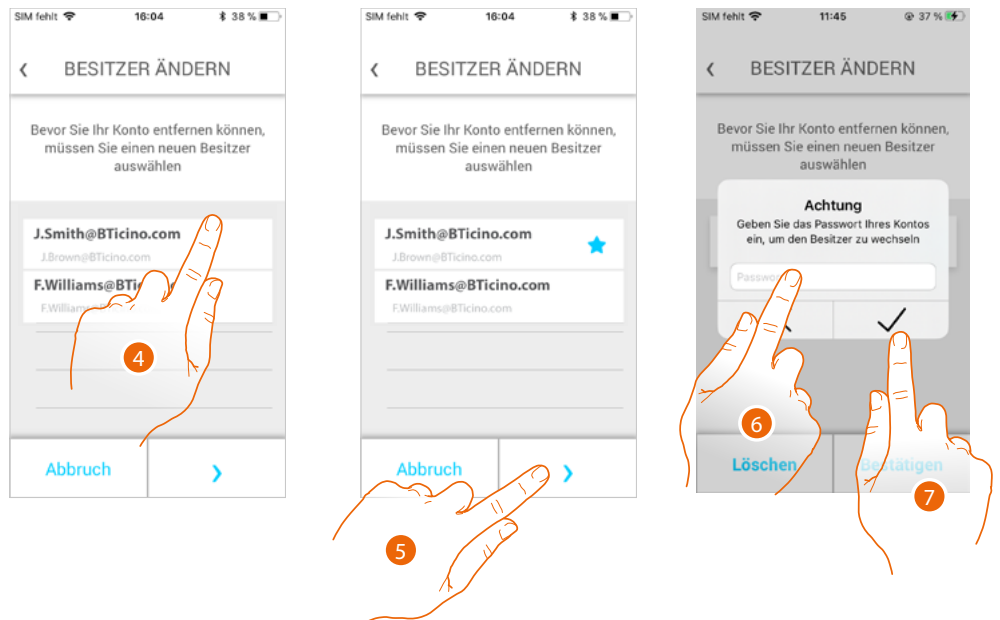 SIM fehlt 16:04 38 %
BESITZER ÄNDERN
Bevor Sie Ihr Konto entfernen können,
müssen Sie einen neuen Besitzer
auswählen
J.Smith@BTicino.com
J.Brown@BTicino.com
F.Williams@BTicino.com
F.Williams@
4
Abbruch
SIM fehlt 16:04 38 %
BESITZER ÄNDERN
Bevor Sie Ihr Konto entfernen können,
müssen Sie einen neuen Besitzer
auswählen
J.Smith@BTicino.com
J.Brown@BTicino.com
F.Williams@BTicino.com
F.Williams@BTicino.com
Abbruch
5
SIM fehlt 11:45 37 %
BESITZER ÄNDERN
Bevor Sie Ihr Konto entfernen können,
müssen Sie einen neuen Besitzer
auswählen
Achtung
Geben Sie das Passwort Ihres Kontos
ein, um den Besitzer zu wechseln
Passwort
6
Löschen Bestätigen
7